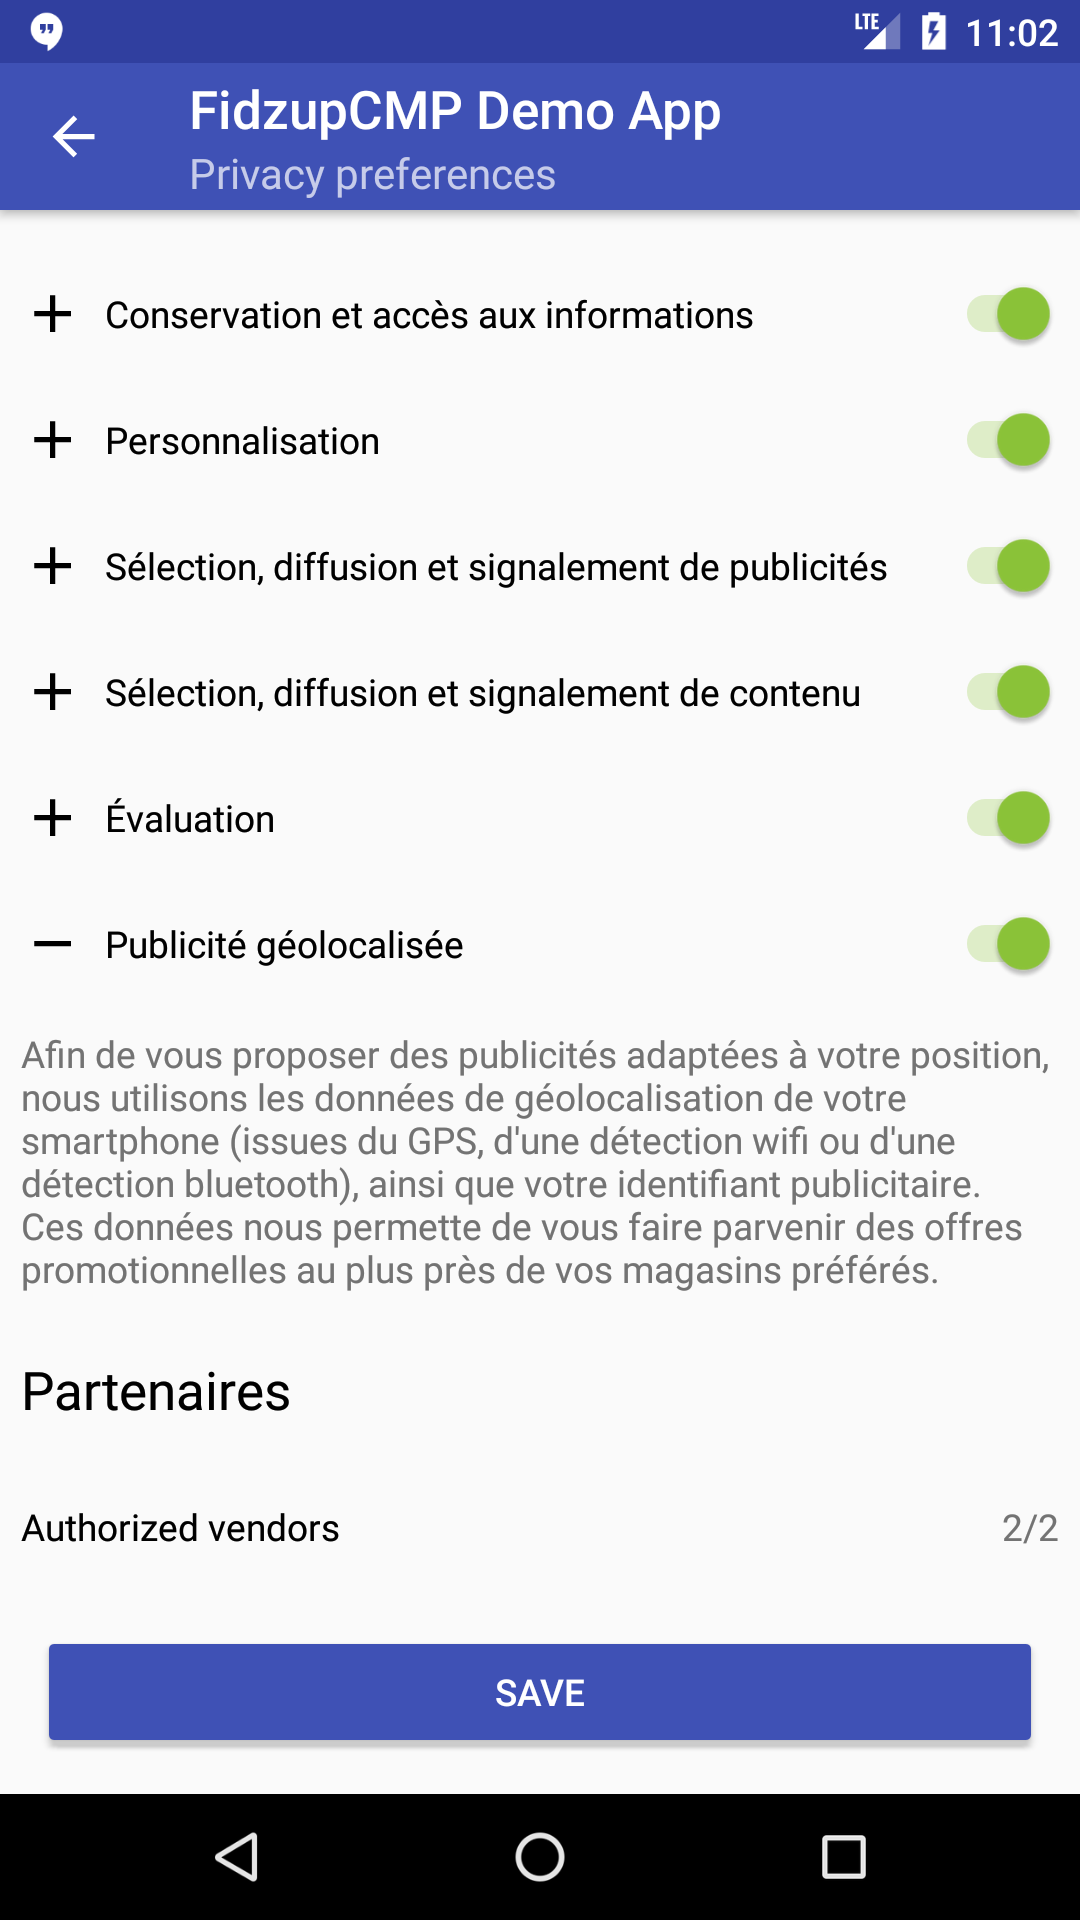 LTE 11:02
FidzupCMP Demo App
Privacy preferences
Conservation et accès aux informations
Personnalisation
Sélection, diffusion et signalement de publicités
Sélection, diffusion et signalement de contenu
Évaluation
Publicité géolocalisée
Afin de vous proposer des publicités adaptées à votre position,
nous utilisons les données de géolocalisation de votre
smartphone (issues du GPS, d'une détection wifi ou d'une
détection bluetooth), ainsi que votre identifiant publicitaire.
Ces données nous permette de vous faire parvenir des offres
promotionnelles au plus près de vos magasins préférés.
Partenaires
Authorized vendors 2/2
SAVE